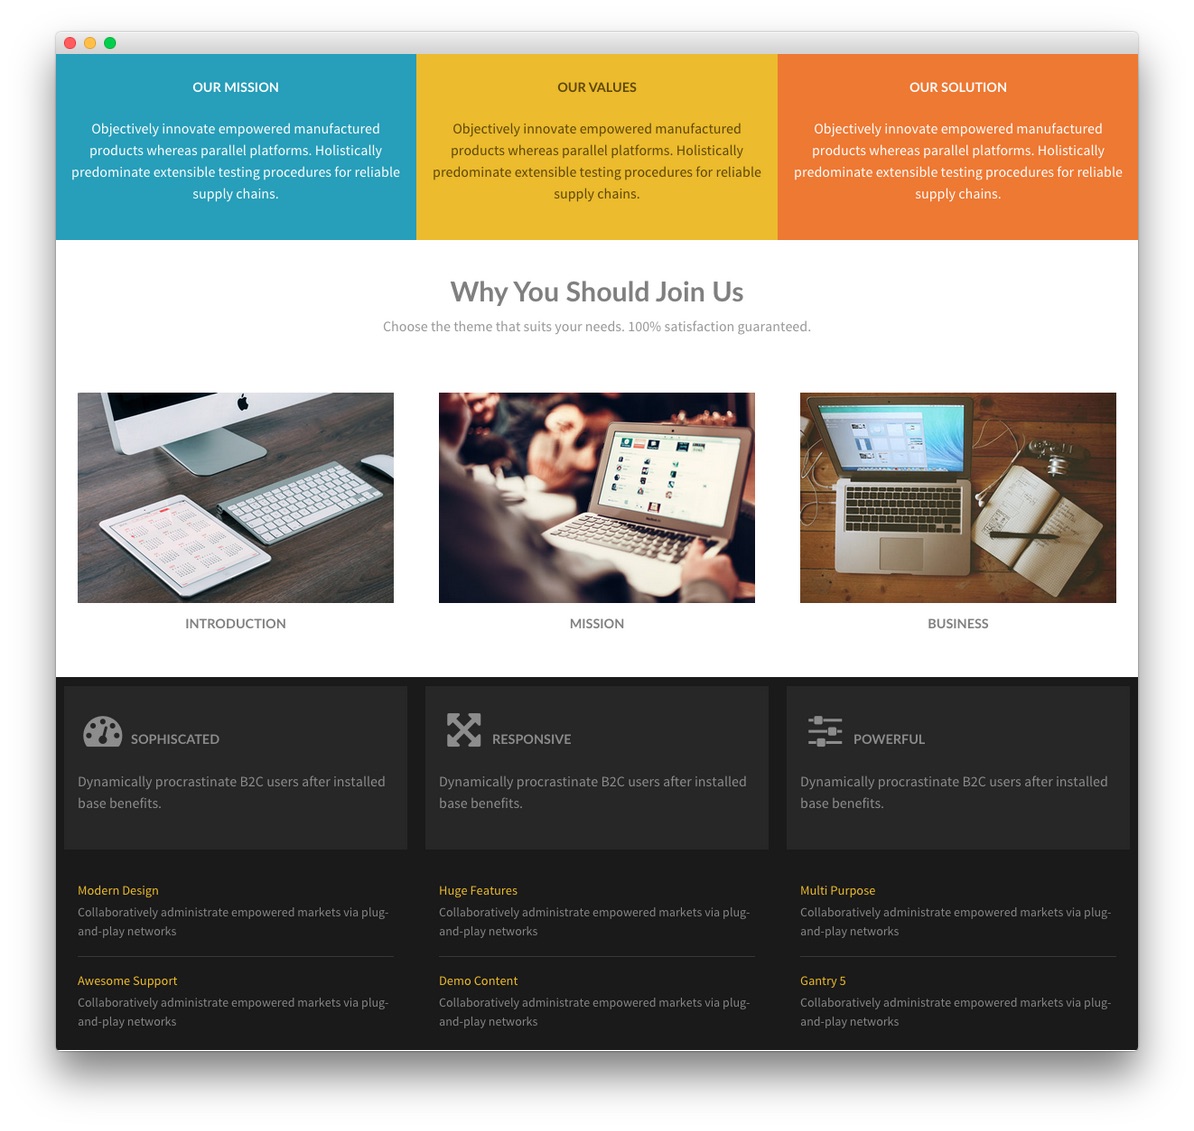 OUR MISSION
Objectively innovate empowered manufactured
products whereas parallel platforms. Holistically
predominate extensible testing procedures for reliable
supply chains.
OUR VALUES
Objectively innovate empowered manufactured
products whereas parallel platforms. Holistically
predominate extensible testing procedures for reliable
supply chains.
OUR SOLUTION
Objectively innovate empowered manufactured
products whereas parallel platforms. Holistically
predominate extensible testing procedures for reliable
supply chains.
Why You Should Join Us
Choose the theme that suits your needs. 100% satisfaction guaranteed.
INTRODUCTION
MISSION
BUSINESS
SOPHISCATED
Dynamically procrastinate B2C users after installed
base benefits.
RESPONSIVE
Dynamically procrastinate B2C users after installed
base benefits.
POWERFUL
Dynamically procrastinate B2C users after installed
base benefits.
Modern Design
Collaboratively administrate empowered markets via plug-
and-play networks
Huge Features
Collaboratively administrate empowered markets via plug-
and-play networks
Multi Purpose
Collaboratively administrate empowered markets via plug-
and-play networks
Awesome Support
Collaboratively administrate empowered markets via plug-
and-play networks
Demo Content
Collaboratively administrate empowered markets via plug-
and-play networks
Gantry 5
Collaboratively administrate empowered markets via plug-
and-play networks